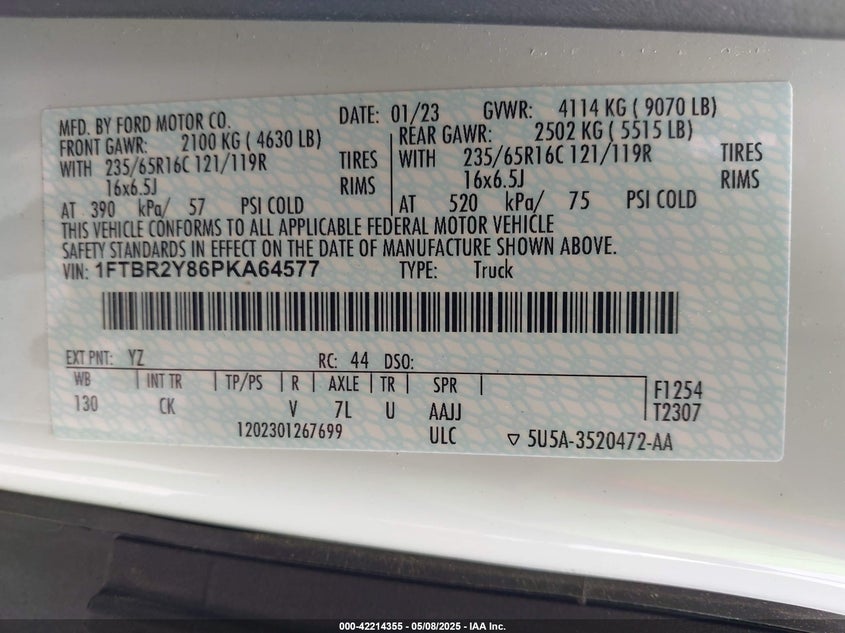 MFD. BY FORD MOTOR CO. DATE: 01/23 GVWR: 4114 KG ( 9070 LB)
FRONT GAWR: 2100 KG ( 4630 LB) REAR GAWR: 2502 KG ( 5515 LB)
WITH 235/65R16C 121/119R TIRES WITH 235/65R16C 121/119R TIRES
16x6.5J RIMS 16x6.5J RIMS
AT 390 kPa/ 57 PSI COLD AT 520 kPa/ 75 PSI COLD
THIS VEHICLE CONFORMS TO ALL APPLICABLE FEDERAL MOTOR VEHICLE
SAFETY STANDARDS IN EFFECT ON THE DATE OF MANUFACTURE SHOWN ABOVE.
VIN: 1FTBR2Y86PKA64577 TYPE: Truck
EXT PNT: YZ RC: 44 DSO:
WB INT TR TP/PS R AXLE TR SPR F1254
130 CK V 7L U AAJJ T2307
1202301267699 ULC ▽ 5U5A-3520472-AA
000-42214355 - 05/08/2025 - IAA Inc.